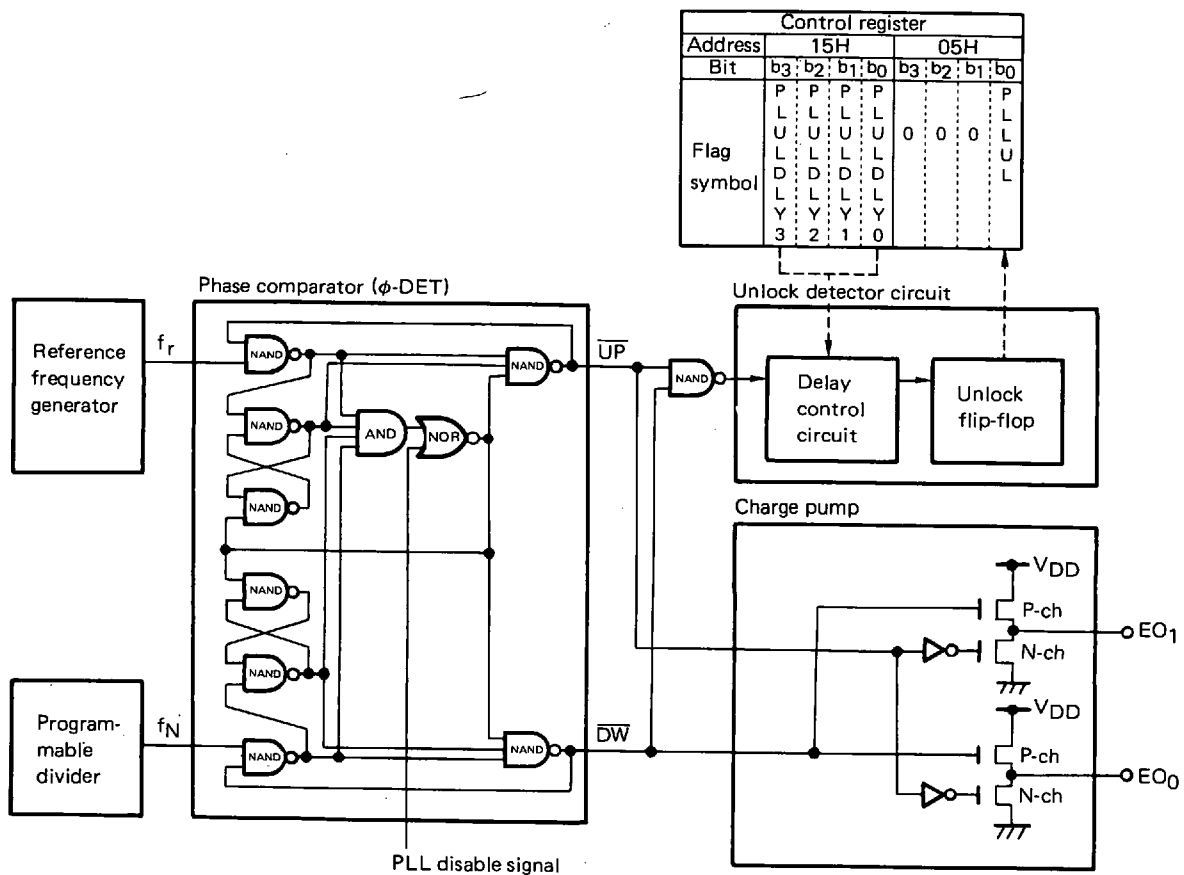 Control register
Address 15H 05H
Bit b3 b2 b1 b0 b3 b2 b1 b0
Flag symbol
PLULDLY3
PLULDLY2
PLULDLY1
PLULDLY0
0 0 0
PLLUL
Phase comparator (ϕ-DET)
Unlock detector circuit
Reference
frequency
generator
fr
NAND
NAND
UP
NAND
Delay
control
circuit
Unlock
flip-flop
NAND
AND
NOR
NAND
Charge pump
NAND
VDD
P-ch
EO1
N-ch
NAND
VDD
Program-
mable
divider
fN
NAND
NAND
DW
P-ch
EO0
N-ch
PLL disable signal